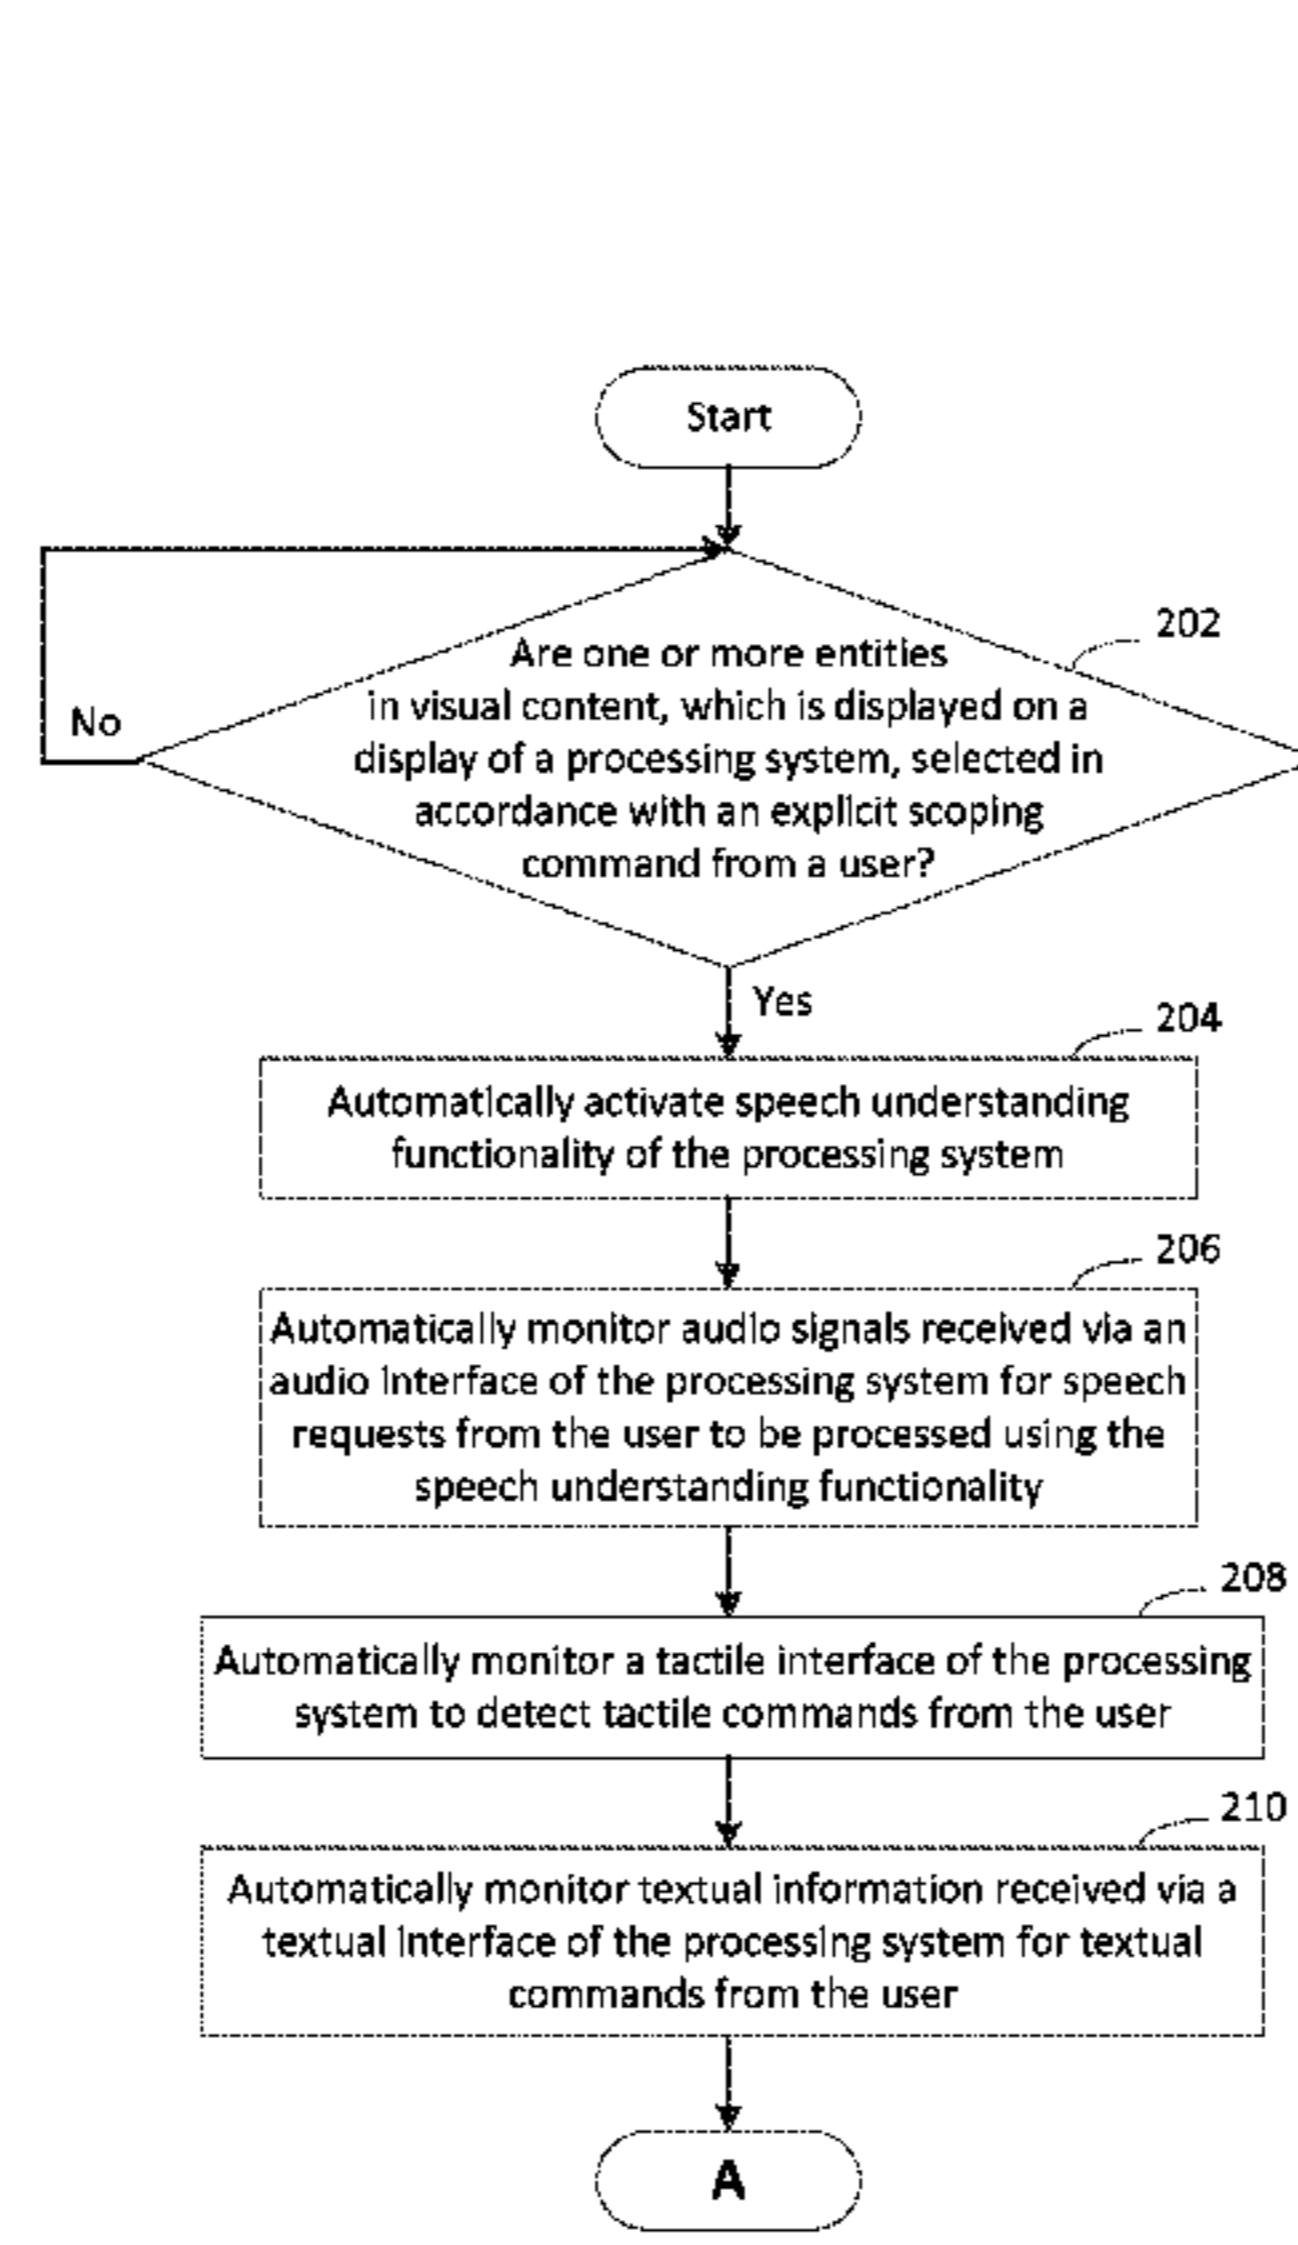 Start
202
Are one or more entities
in visual content, which is displayed on a
display of a processing system, selected in
accordance with an explicit scoping
command from a user?
No
Yes
204
Automatically activate speech understanding
functionality of the processing system
206
Automatically monitor audio signals received via an
audio interface of the processing system for speech
requests from the user to be processed using the
speech understanding functionality
208
Automatically monitor a tactile interface of the processing
system to detect tactile commands from the user
210
Automatically monitor textual information received via a
textual interface of the processing system for textual
commands from the user
A